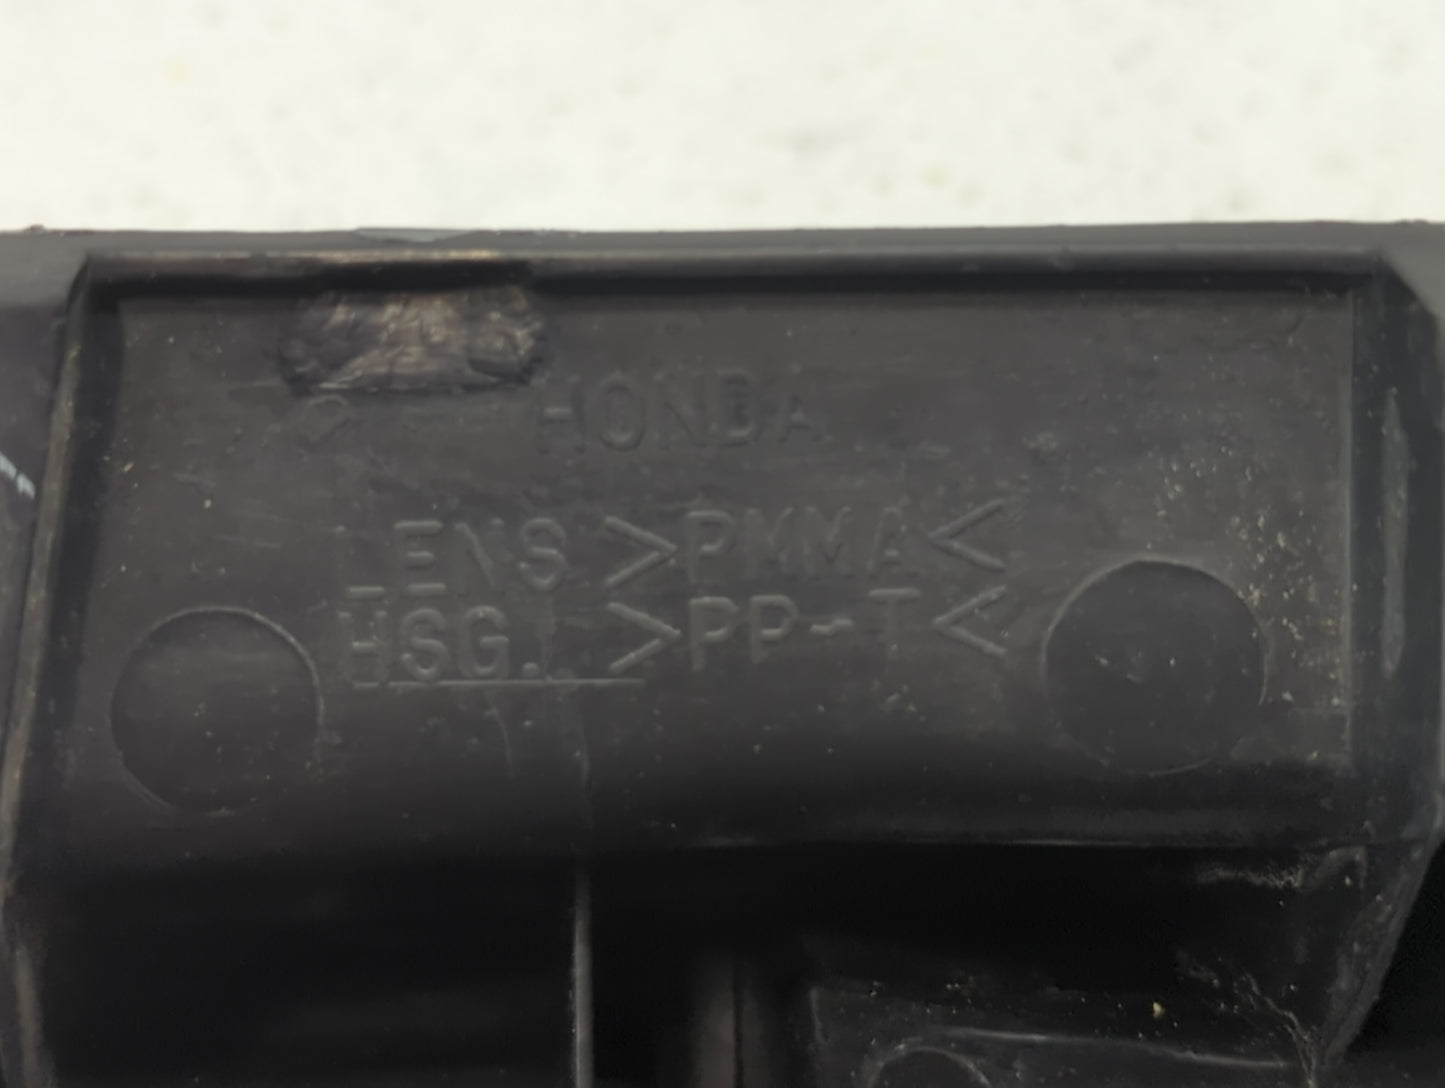 HONDA
LENS >PMMA<
HSG. >PP-T<